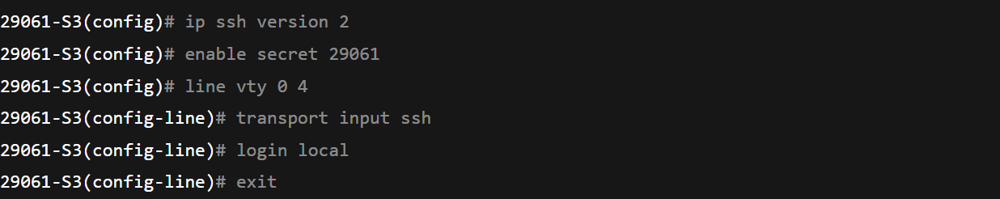 29061-S3(config)# ip ssh version 2
29061-S3(config)# enable secret 29061
29061-S3(config)# line vty 0 4
29061-S3(config-line)# transport input ssh
29061-S3(config-line)# login local
29061-S3(config-line)# exit